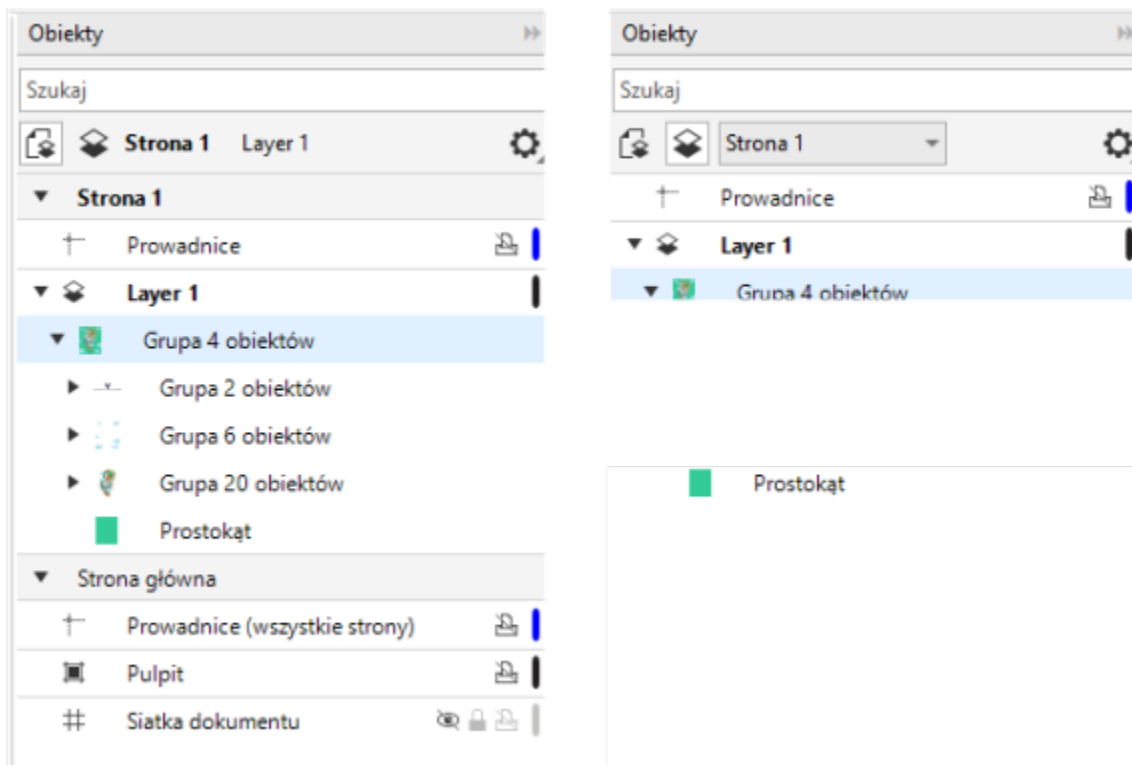 Obiekty
Szukaj
Strona 1 Layer 1
Strona 1
Prowadnice
Layer 1
Grupa 4 obiektów
Grupa 2 obiektów
Grupa 6 obiektów
Grupa 20 obiektów
Prostokąt
Strona główna
Prowadnice (wszystkie strony)
Pulpit
Siatka dokumentu
Obiekty
Szukaj
Strona 1
Prowadnice
Layer 1
Grupa 4 obiektów
Prostokąt